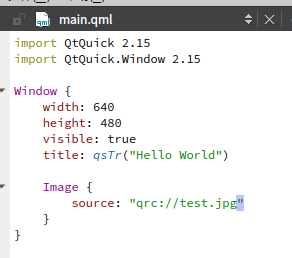 main.qml
import QtQuick 2.15
import QtQuick.Window 2.15
Window {
    width: 640
    height: 480
    visible: true
    title: qsTr("Hello World")
    Image {
        source: "qrc://test.jpg"
    }
}